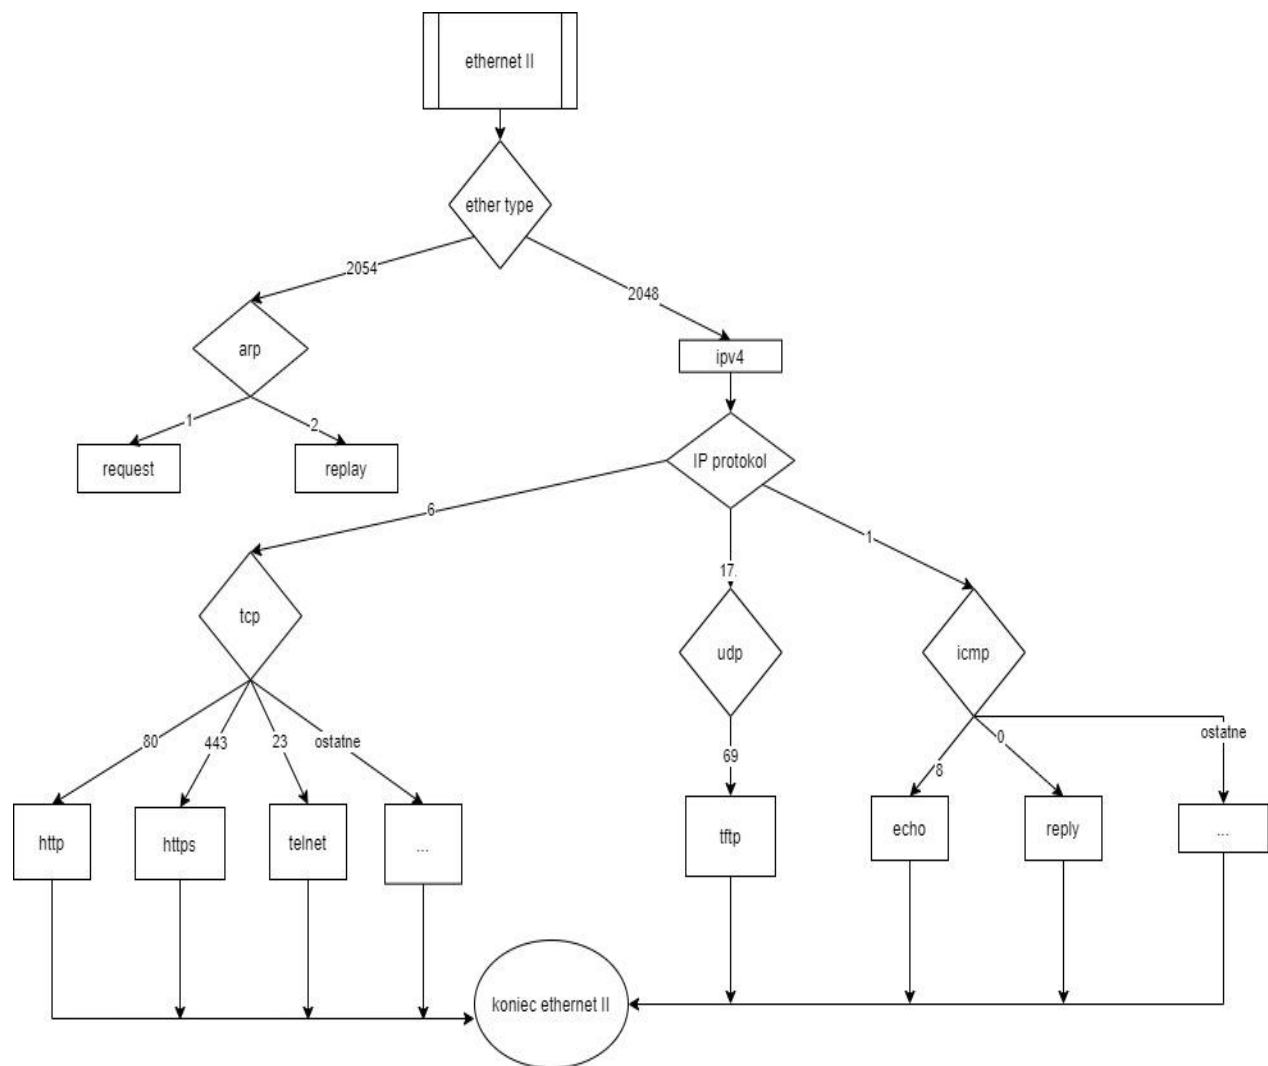 ethernet II
ether type
2054
2048
arp
ipv4
1
2
request
replay
IP protokol
6
17
1
tcp
udp
icmp
80
443
23
ostatne
69
8
0
ostatne
http
https
telnet
...
tftp
echo
reply
...
koniec ethernet II